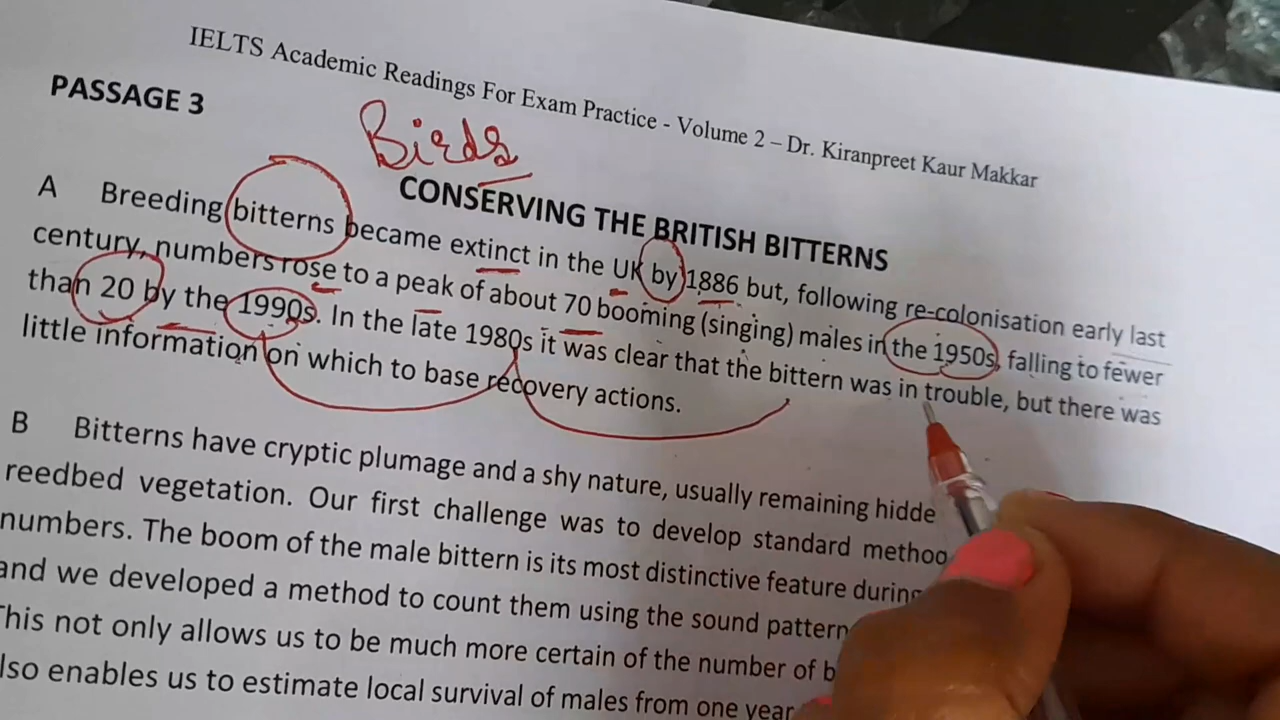 IELTS Academic Readings For Exam Practice - Volume 2 – Dr. Kiranpreet Kaur Makkar
PASSAGE 3
Birds
CONSERVING THE BRITISH BITTERNS
A Breeding bitterns became extinct in the UK by 1886 but, following re-colonisation early last
century, numbers rose to a peak of about 70 booming (singing) males in the 1950s, falling to fewer
than 20 by the 1990s. In the late 1980s it was clear that the bittern was in trouble, but there was
little information on which to base recovery actions.
B Bitterns have cryptic plumage and a shy nature, usually remaining hidde
reedbed vegetation. Our first challenge was to develop standard metho
numbers. The boom of the male bittern is its most distinctive feature during
and we developed a method to count them using the sound pattern
This not only allows us to be much more certain of the number of b
lso enables us to estimate local survival of males from one year